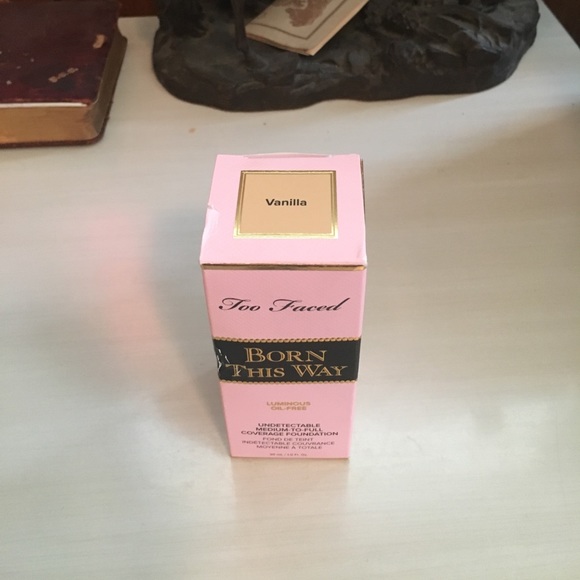 Vanilla
Too Faced
BORN
THIS WAY
LUMINOUS
OIL-FREE
UNDETECTABLE
MEDIUM-TO-FULL
COVERAGE FOUNDATION
FOND DE TEINT
INDÉTECTABLE COUVRANCE
MOYENNE À TOTALE